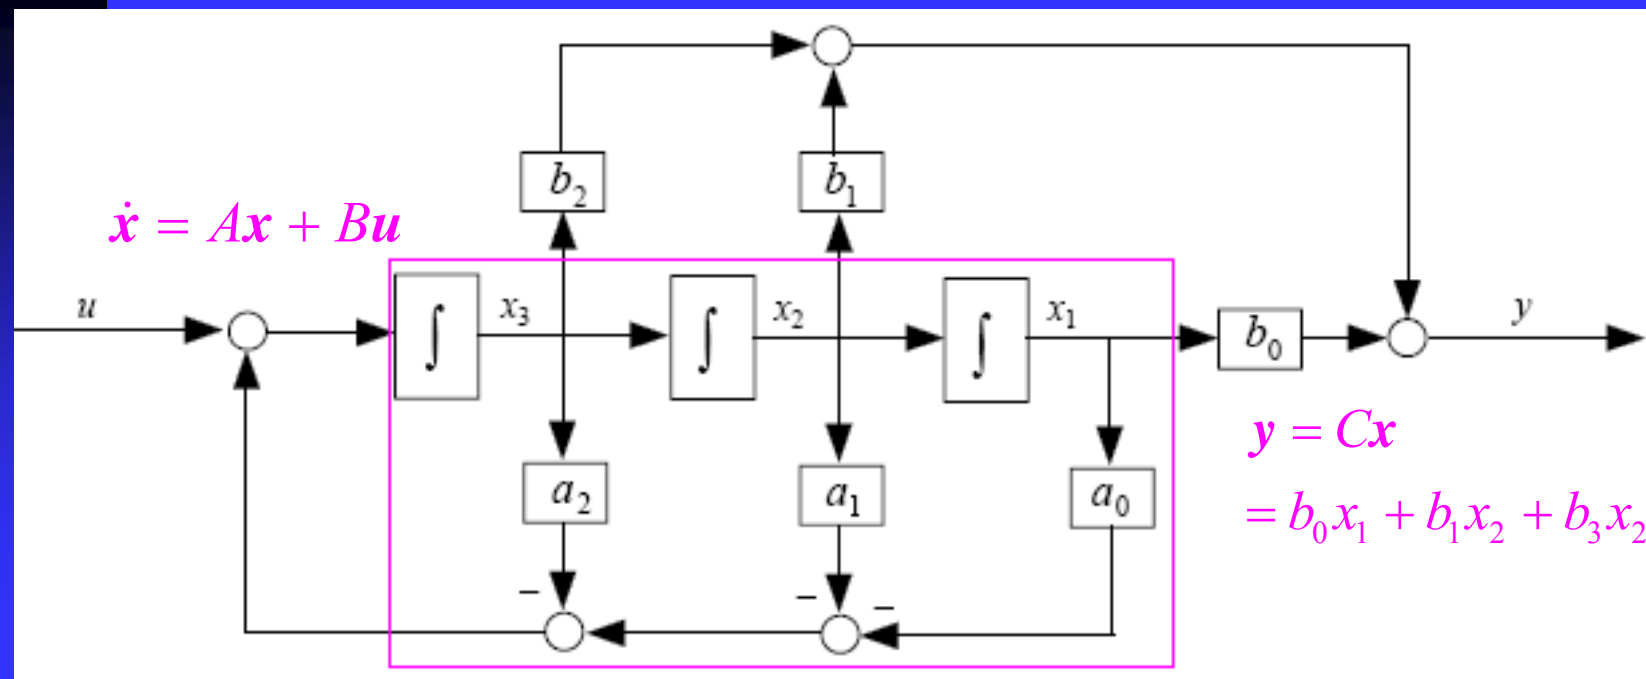 b₂
b₁
ẋ = Ax + Bu
u
∫
x₃
∫
x₂
∫
x₁
b₀
y
y = Cx
= b₀x₁ + b₁x₂ + b₃x₂
a₂
a₁
a₀
−
−
−